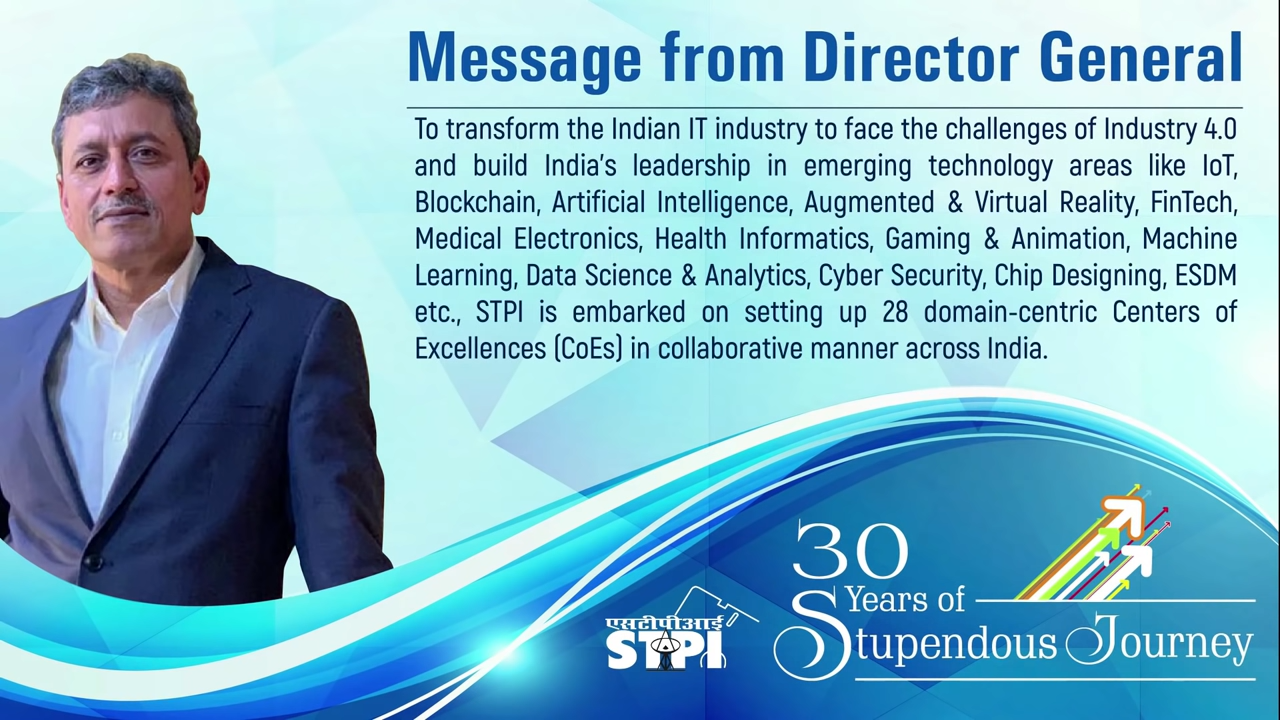 Message from Director General
To transform the Indian IT industry to face the challenges of Industry 4.0
and build India's leadership in emerging technology areas like IoT,
Blockchain, Artificial Intelligence, Augmented & Virtual Reality, FinTech,
Medical Electronics, Health Informatics, Gaming & Animation, Machine
Learning, Data Science & Analytics, Cyber Security, Chip Designing, ESDM
etc., STPI is embarked on setting up 28 domain-centric Centers of
Excellences (CoEs) in collaborative manner across India.
एसटीपीआई
STPI
30
Years of
Stupendous Journey